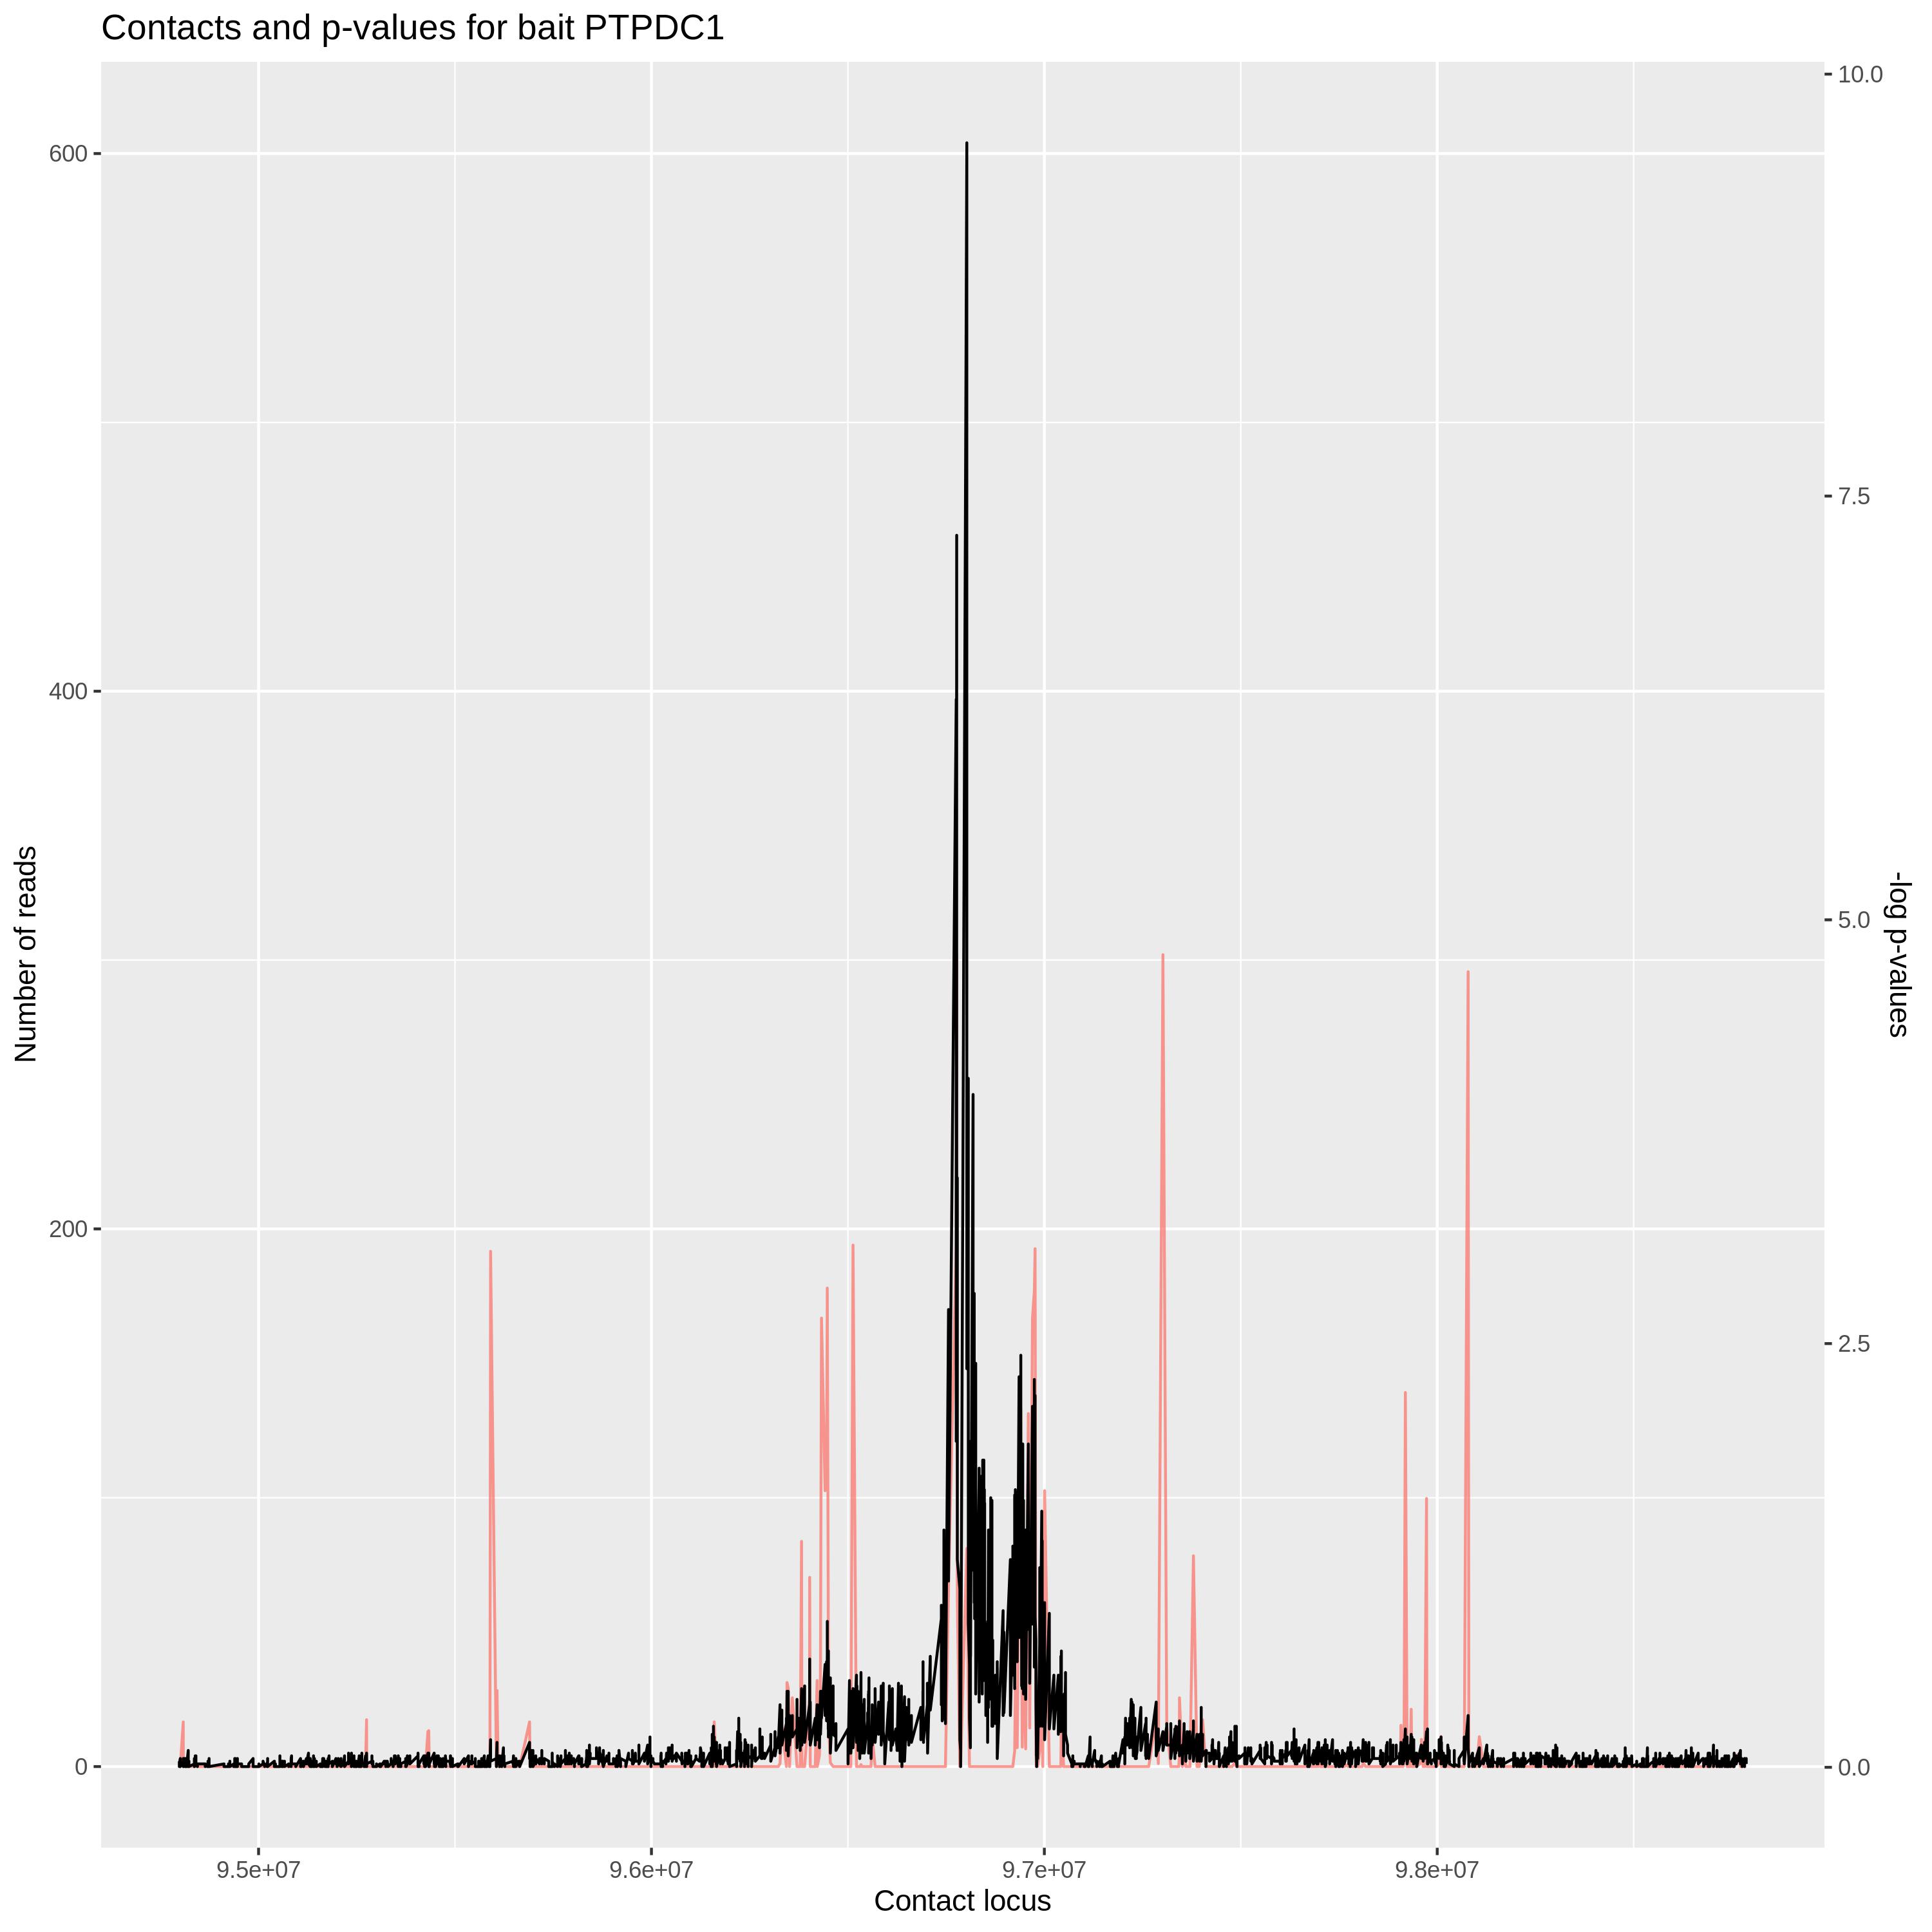 Contacts and p-values for bait PTPDC1
10.0
600
7.5
400
5.0
Number of reads
-log p-values
200
2.5
0
0.0
9.5e+07 9.6e+07 9.7e+07 9.8e+07
Contact locus